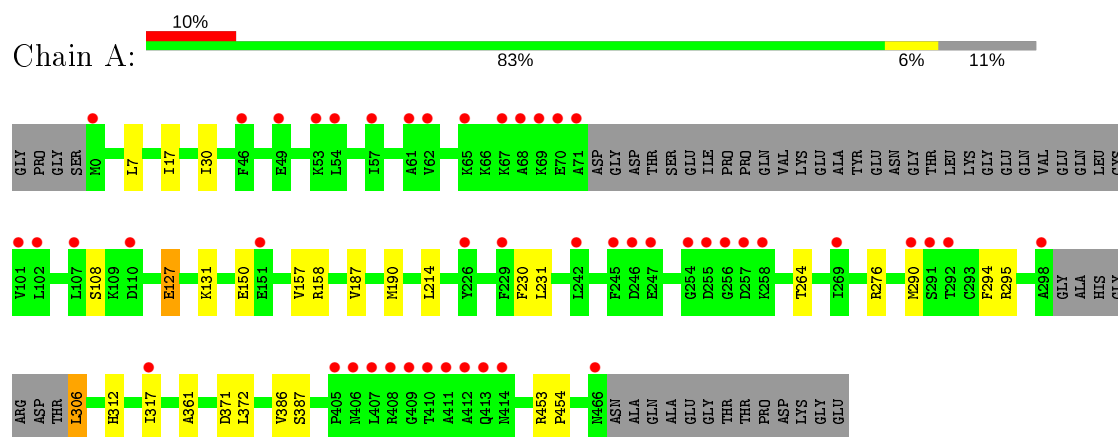 10%
Chain A:
83% 6% 11%
GLY PRO GLY SER M0 L7 I17 I30 F46 E49 K53 L54 I57 A61 V62 K65 K66 K67 A68 K69 E70 A71 ASP GLY ASP THR SER GLU ILE PRO PRO GLN VAL LYS GLU ALA TYR GLU ASN GLY THR LEU LYS GLY GLU GLN VAL GLU GLN LEU CYS
V101 L102 L107 S108 K109 D110 E127 K131 E150 E151 V157 R158 V187 M190 L214 Y226 F229 F230 L231 L242 F245 D246 E247 G254 D255 G256 D257 K258 T264 I269 R276 M290 S291 T292 C293 F294 R295 A298 GLY ALA HIS GLY
ARG ASP THR L306 H312 I317 A361 D371 L372 V386 S387 P405 N406 L407 R408 G409 T410 A411 A412 Q413 N414 R453 P454 N466 ASN ALA GLN ALA GLU GLY THR THR PRO ASP LYS GLY GLU